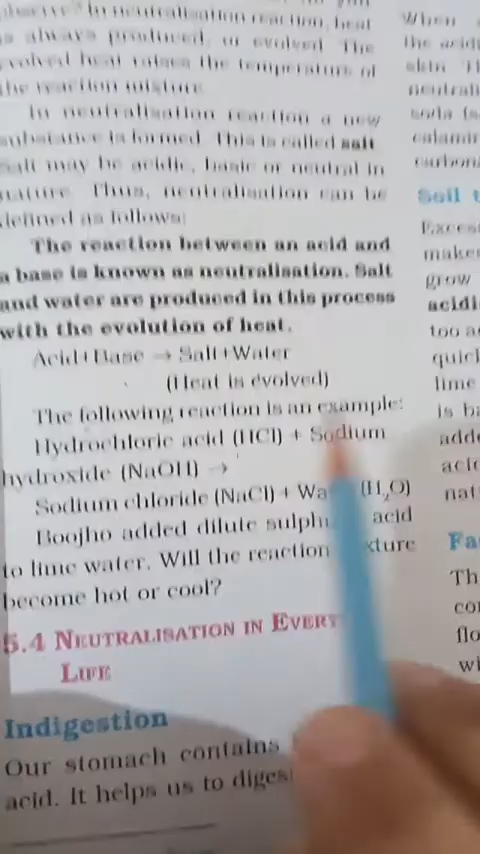 In neutralisation reaction, heat
is always produced, or evolved. The
evolved heat raises the temperature of
the reaction mixture.
In neutralisation reaction a new
substance is formed. This is called salt.
Salt may be acidic, basic or neutral in
nature. Thus, neutralisation can be
defined as follows:
The reaction between an acid and
a base is known as neutralisation. Salt
and water are produced in this process
with the evolution of heat.
Acid+Base → Salt+Water
(Heat is evolved)
The following reaction is an example:
Hydrochloric acid (HCl) + Sodium
hydroxide (NaOH) →
Sodium chloride (NaCl) + Wa (H₂O)
Boojho added dilute sulph acid
to lime water. Will the reaction xture
become hot or cool?
5.4 NEUTRALISATION IN EVERY
LIFE
Indigestion
Our stomach contains
acid. It helps us to diges
When
the acid
skin. T
neutral
soda (s
calami
carbon
Soil t
Exces
makes
grow
acidi
too a
quic
lime
is ba
adde
acid
nat
Fa
Th
co
flo
wi